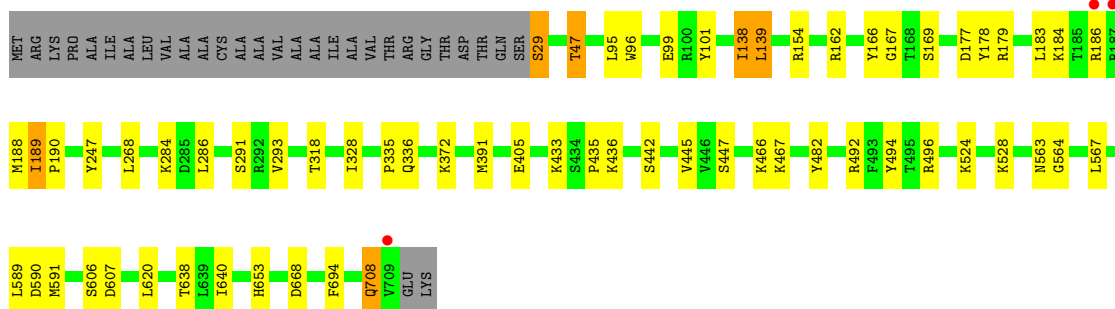 MET ARG LYS PRO ALA ILE ALA LEU VAL ALA ALA CYS ALA ALA VAL ALA ALA ILE ALA VAL THR ARG GLY THR ASP THR GLN SER S29 T47 L95 W96 E99 R100 Y101 I138 L139 R154 R162 Y166 G167 T168 S169 D177 Y178 R179 L183 K184 T185 R186
M188 I189 P190 Y247 L268 K284 D285 L286 S291 R292 V293 T318 I328 P335 Q336 K372 M391 E405 K433 S434 P435 K436 S442 V445 V446 S447 K466 K467 Y482 R492 F493 Y494 T495 R496 K524 K528 N563 G564 L567
L589 D590 M591 S606 D607 L620 T638 L639 I640 H653 D668 F694 Q708 V709 GLU LYS